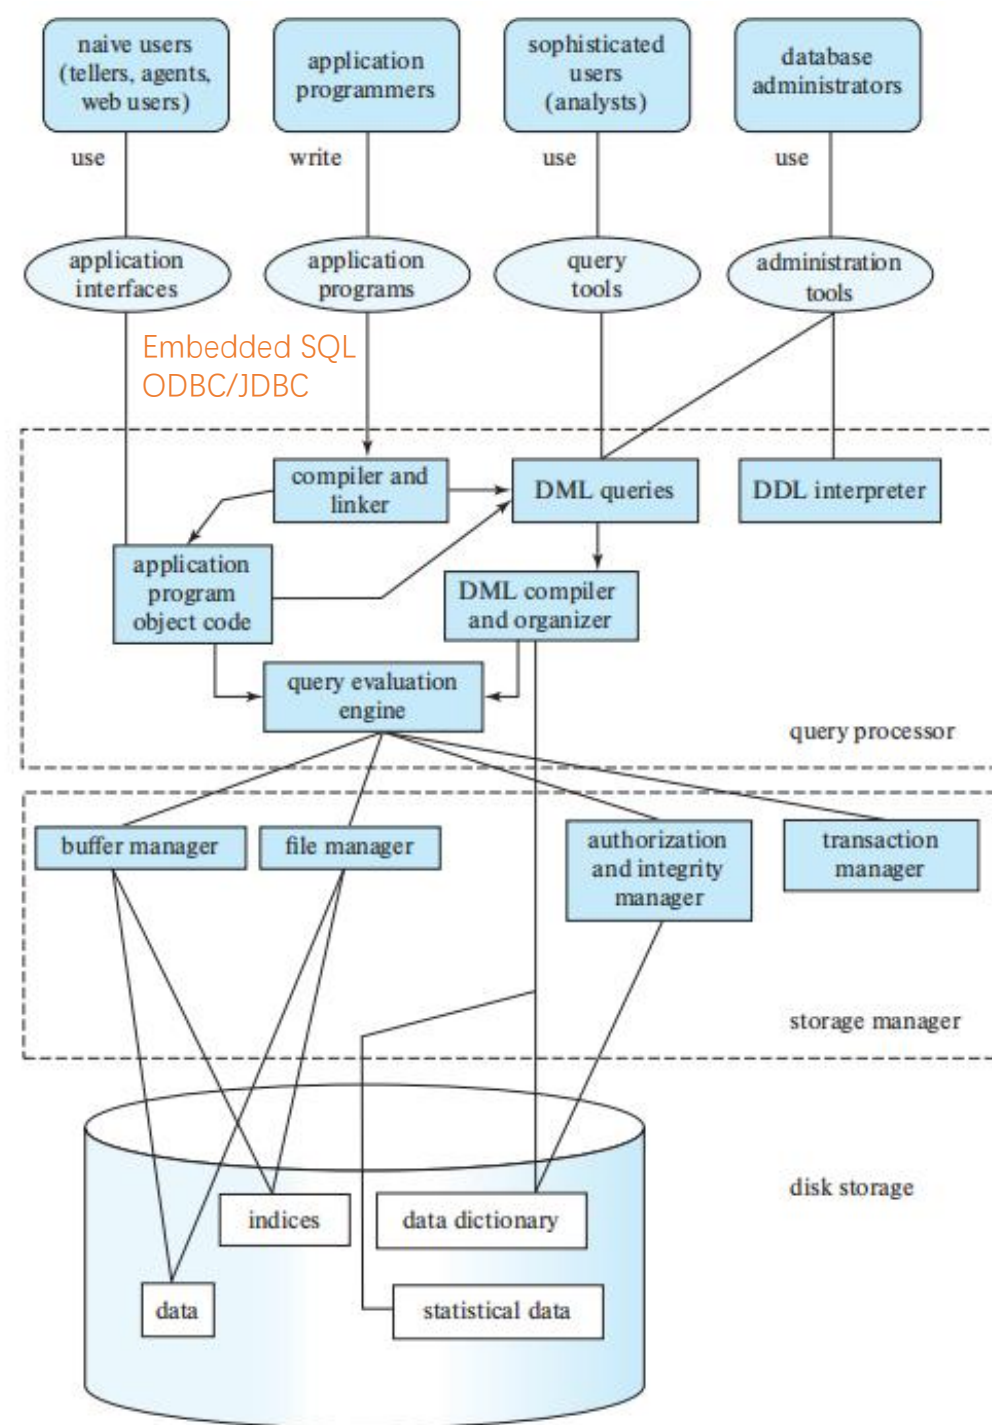 naive users
(tellers, agents,
web users)
application
programmers
sophisticated
users
(analysts)
database
administrators
use
write
use
use
application
interfaces
application
programs
query
tools
administration
tools
Embedded SQL
ODBC/JDBC
compiler and
linker
DML queries
DDL interpreter
application
program
object code
DML compiler
and organizer
query evaluation
engine
query processor
buffer manager
file manager
authorization
and integrity
manager
transaction
manager
storage manager
disk storage
indices
data dictionary
data
statistical data